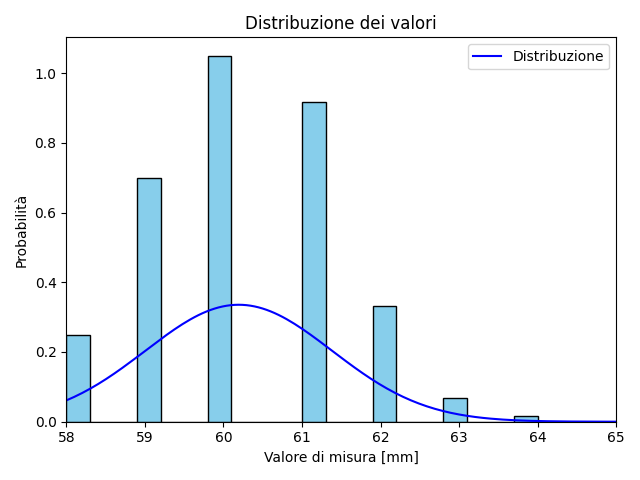 Distribuzione dei valori
Distribuzione
1.0
0.8
0.6
0.4
0.2
0.0
Probabilità
58 59 60 61 62 63 64 65
Valore di misura [mm]